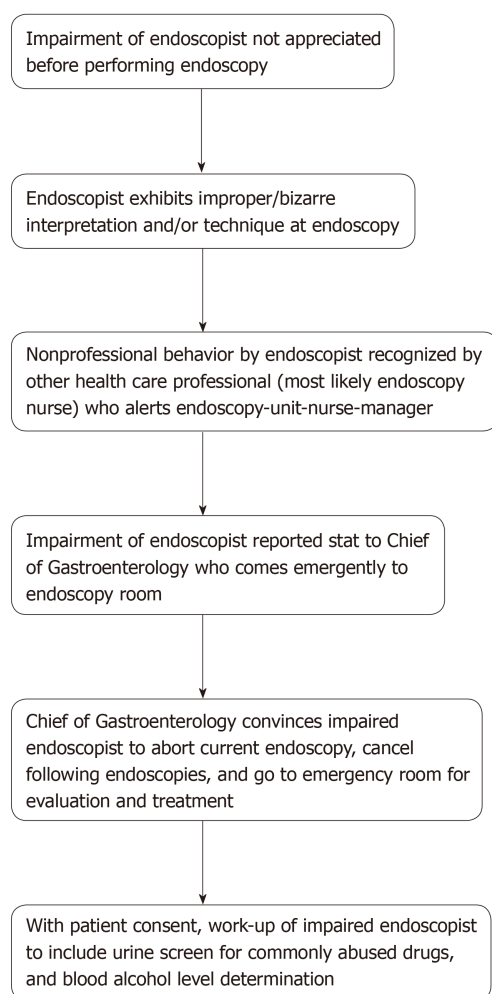 Impairment of endoscopist not appreciated
before performing endoscopy
Endoscopist exhibits improper/bizarre
interpretation and/or technique at endoscopy
Nonprofessional behavior by endoscopist recognized by
other health care professional (most likely endoscopy
nurse) who alerts endoscopy-unit-nurse-manager
Impairment of endoscopist reported stat to Chief
of Gastroenterology who comes emergently to
endoscopy room
Chief of Gastroenterology convinces impaired
endoscopist to abort current endoscopy, cancel
following endoscopies, and go to emergency room for
evaluation and treatment
With patient consent, work-up of impaired endoscopist
to include urine screen for commonly abused drugs,
and blood alcohol level determination